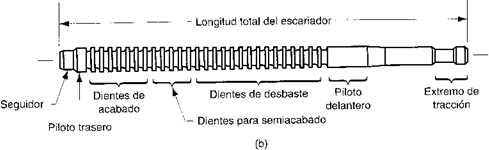 Longitud total del escariador
Seguidor
Piloto trasero
Dientes de
acabado
Dientes para semiacabado
Dientes de desbaste
Piloto
delantero
Extremo de
tracción
(b)